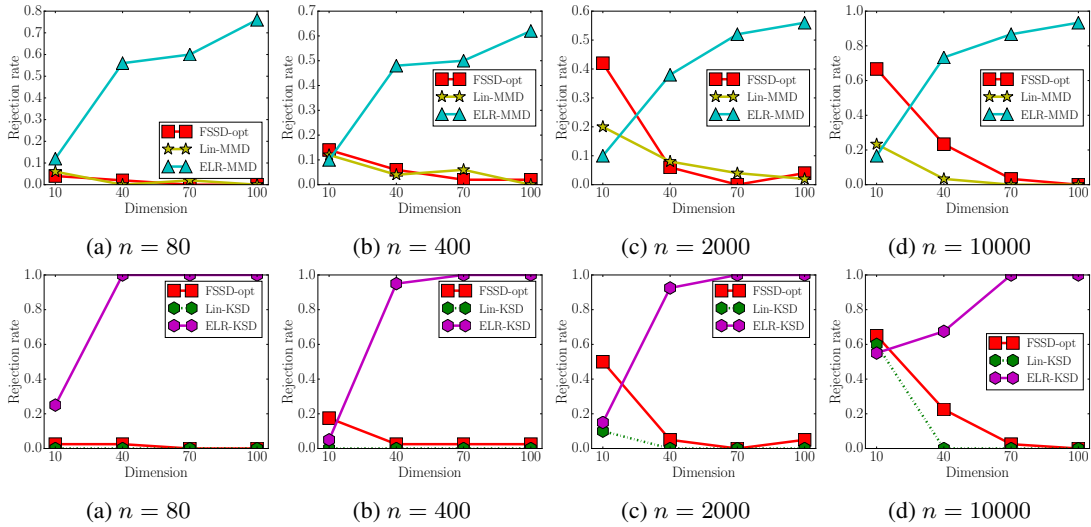 0.8
0.7
0.6
0.5
0.4
0.3
0.2
0.1
0.0
Rejection rate
FSSD-opt
Lin-MMD
ELR-MMD
10 40 70 100
Dimension
(a) n = 80
0.7
0.6
0.5
0.4
0.3
0.2
0.1
0.0
Rejection rate
FSSD-opt
Lin-MMD
ELR-MMD
10 40 70 100
Dimension
(b) n = 400
0.6
0.5
0.4
0.3
0.2
0.1
0.0
Rejection rate
FSSD-opt
Lin-MMD
ELR-MMD
10 40 70 100
Dimension
(c) n = 2000
1.0
0.8
0.6
0.4
0.2
0.0
Rejection rate
FSSD-opt
Lin-MMD
ELR-MMD
10 40 70 100
Dimension
(d) n = 10000
1.0
0.8
0.6
0.4
0.2
0.0
Rejection rate
FSSD-opt
Lin-KSD
ELR-KSD
10 40 70 100
Dimension
(a) n = 80
1.0
0.8
0.6
0.4
0.2
0.0
Rejection rate
FSSD-opt
Lin-KSD
ELR-KSD
10 40 70 100
Dimension
(b) n = 400
1.0
0.8
0.6
0.4
0.2
0.0
Rejection rate
FSSD-opt
Lin-KSD
ELR-KSD
10 40 70 100
Dimension
(c) n = 2000
1.0
0.8
0.6
0.4
0.2
0.0
Rejection rate
FSSD-opt
Lin-KSD
ELR-KSD
10 40 70 100
Dimension
(d) n = 10000